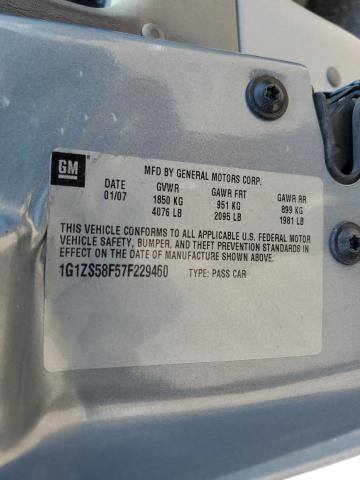 GM
MFD BY GENERAL MOTORS CORP.
DATE GVWR GAWR FRT GAWR RR
01/07 1850 KG 951 KG 899 KG
4076 LB 2095 LB 1981 LB
THIS VEHICLE CONFORMS TO ALL APPLICABLE U.S. FEDERAL MOTOR
VEHICLE SAFETY, BUMPER, AND THEFT PREVENTION STANDARDS IN
EFFECT ON THE DATE OF MANUFACTURE SHOWN ABOVE.
1G1ZS58F57F229460 TYPE: PASS CAR